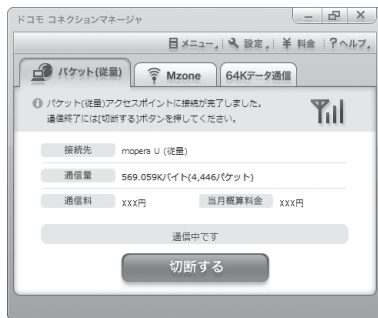 ドコモ コネクションマネージャ
メニュー 設定 ¥ 料金 ?ヘルプ
パケット(従量) Mzone 64Kデータ通信
パケット(従量)アクセスポイントに接続が完了しました。
通信終了には[切断する]ボタンを押してください。
接続先 mopera U (従量)
通信量 569.059Kバイト(4,446パケット)
通信料 xxx円 当月概算料金 xxx円
通信中です
切断する